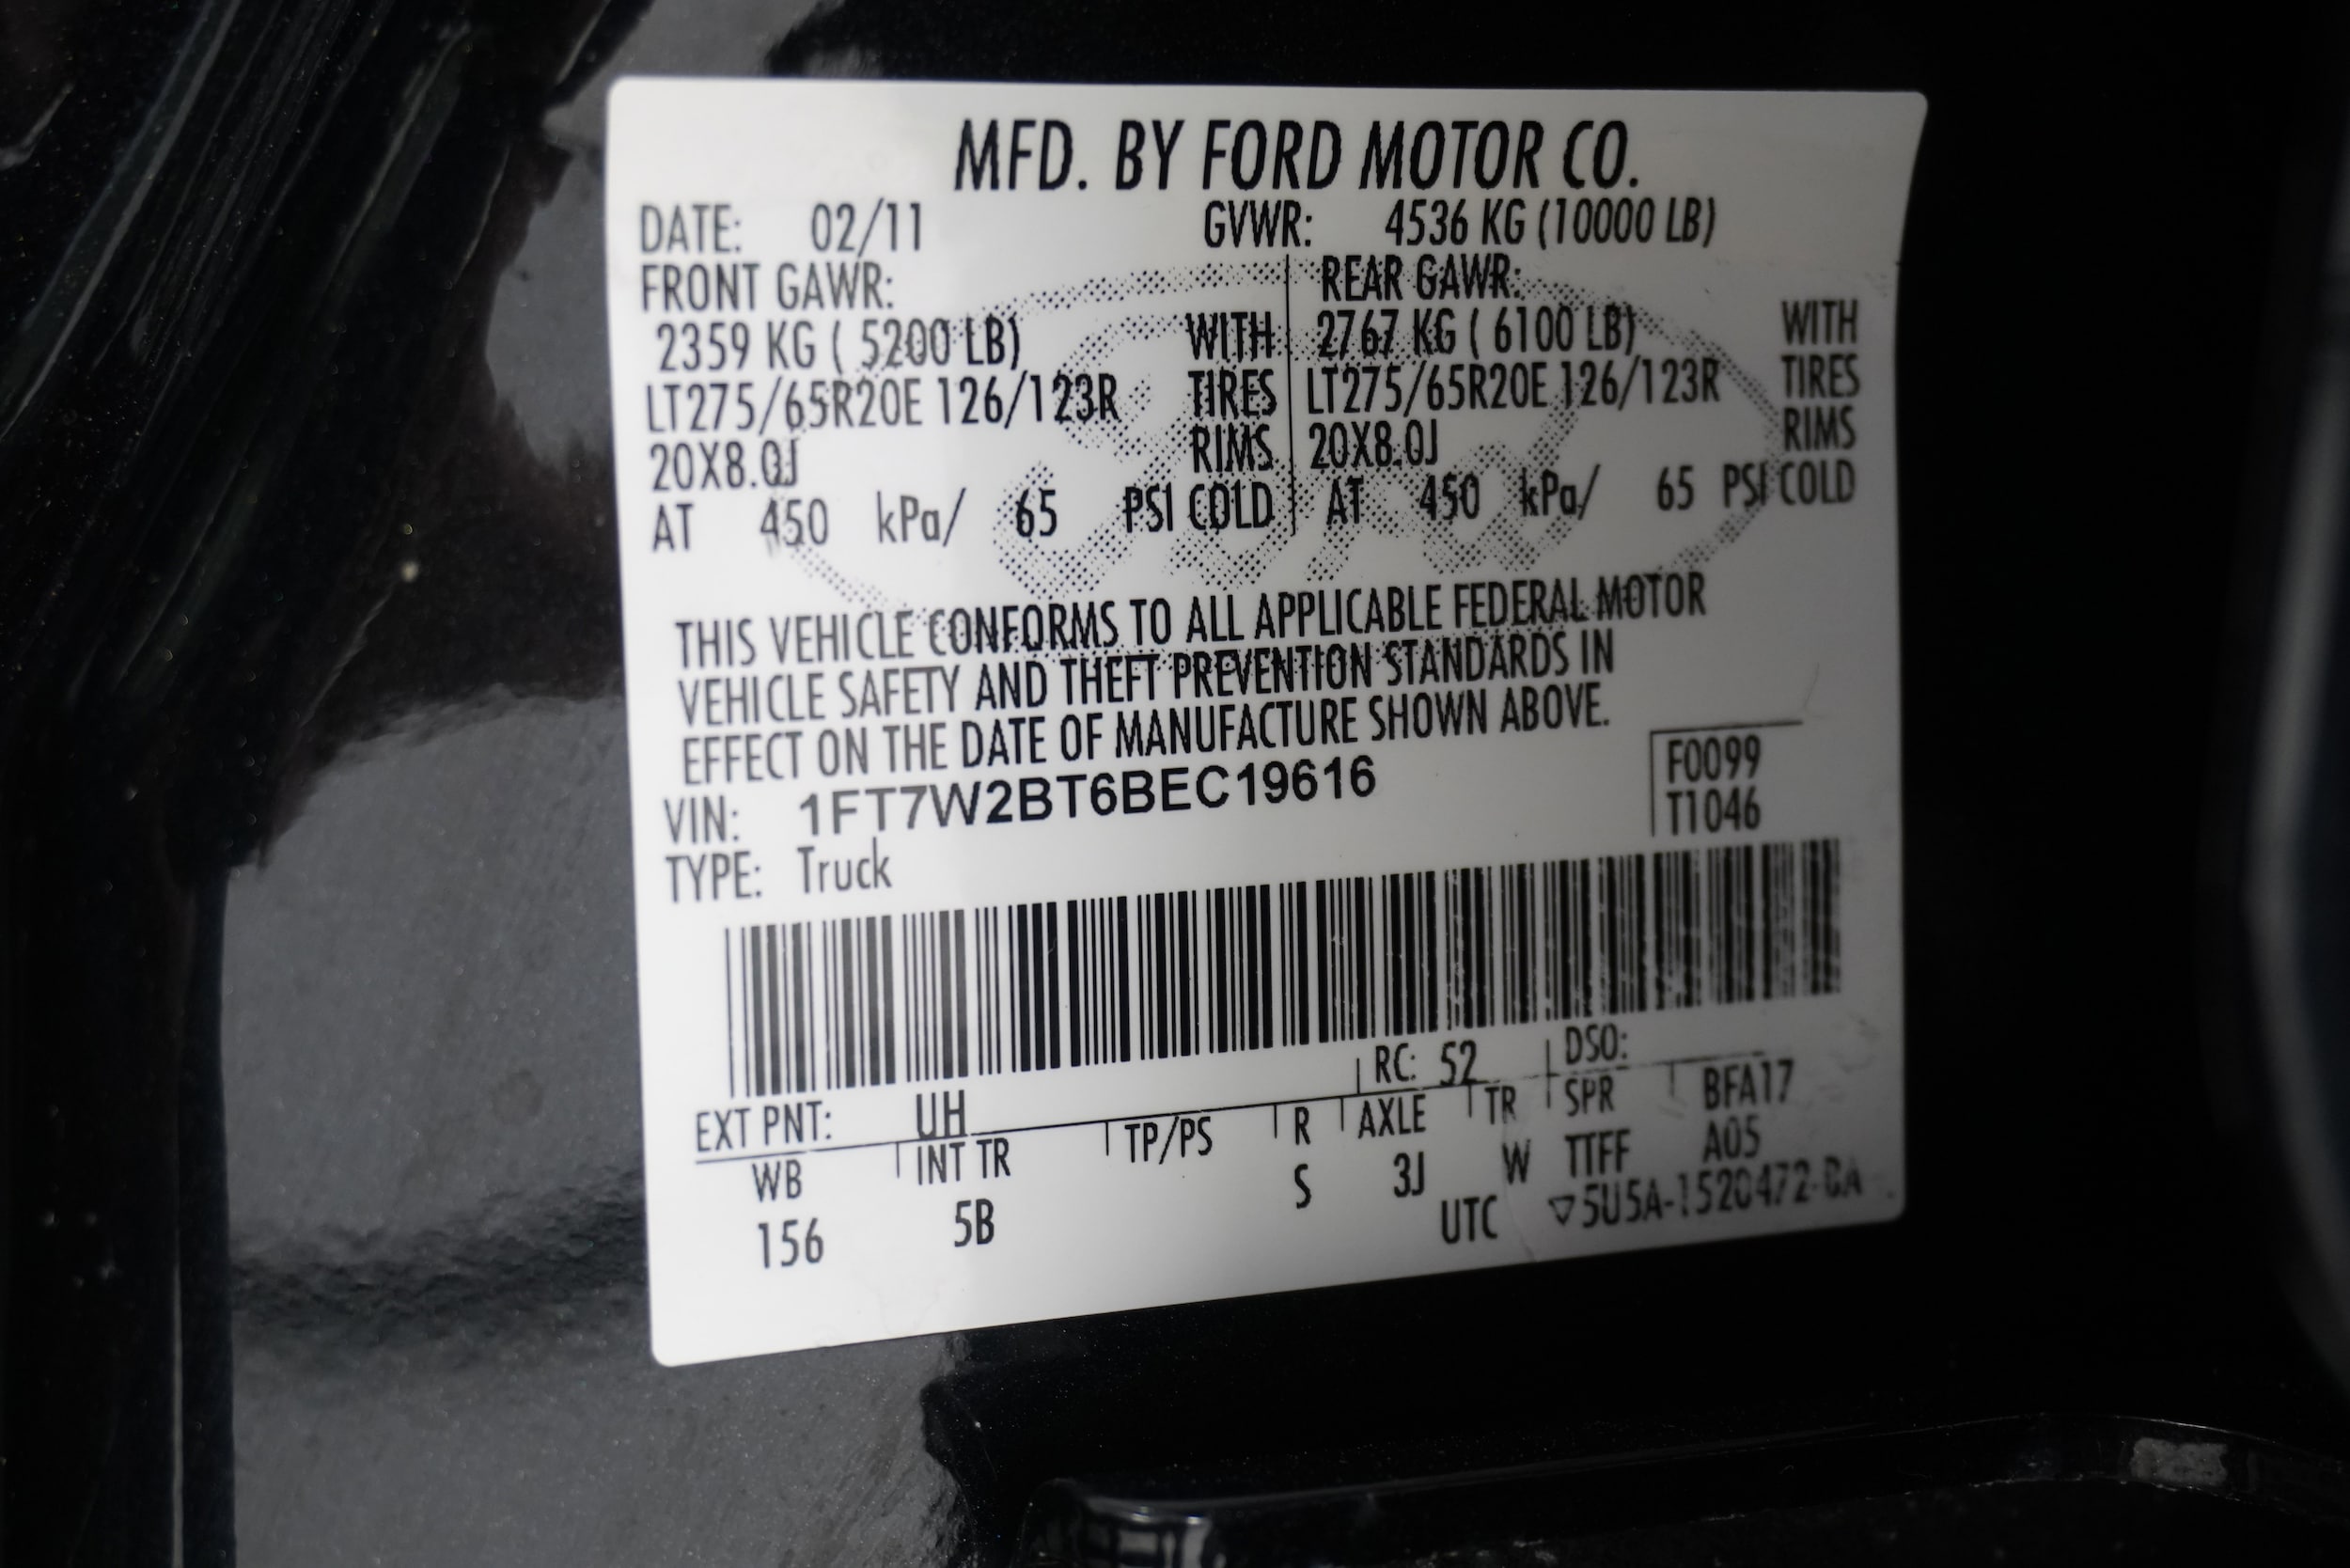 MFD. BY FORD MOTOR CO.
DATE: 02/11 GVWR: 4536 KG (10000 LB)
FRONT GAWR: REAR GAWR:
2359 KG ( 5200 LB) WITH 2767 KG ( 6100 LB) WITH
LT275/65R20E 126/123R TIRES LT275/65R20E 126/123R TIRES
20X8.0J RIMS 20X8.0J RIMS
AT 450 kPa/ 65 PSI COLD AT 450 kPa/ 65 PSI COLD
THIS VEHICLE CONFORMS TO ALL APPLICABLE FEDERAL MOTOR
VEHICLE SAFETY AND THEFT PREVENTION STANDARDS IN
EFFECT ON THE DATE OF MANUFACTURE SHOWN ABOVE.
VIN: 1FT7W2BT6BEC19616 F0099
TYPE: Truck T1046
RC: 52 DSO:
EXT PNT: UH
WB INT TR TP/PS R AXLE TR SPR BFA17
156 5B S 3J W TTFF A05
UTC